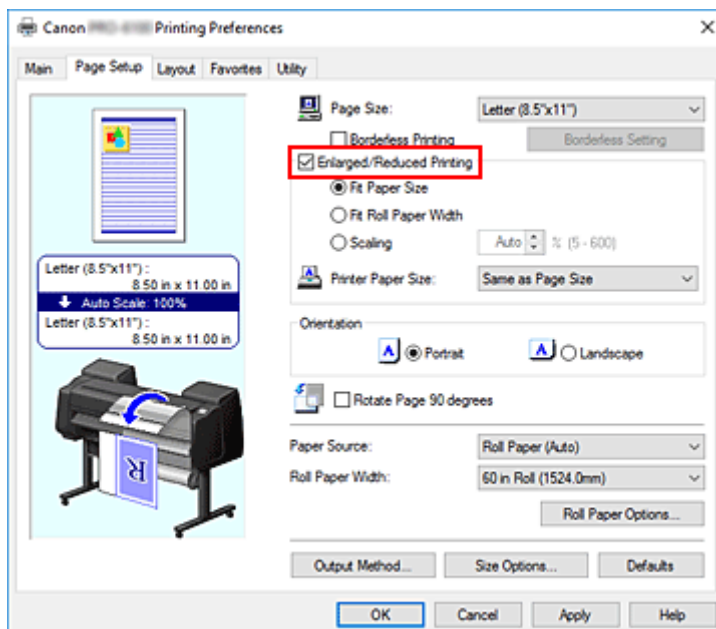 Canon Printing Preferences
Main Page Setup Layout Favorites Utility
Page Size: Letter (8.5"x11")
Borderless Printing Borderless Setting
Enlarged/Reduced Printing
Fit Paper Size
Fit Roll Paper Width
Scaling Auto % (5 - 600)
Printer Paper Size: Same as Page Size
Letter (8.5"x11") :
8.50 in x 11.00 in
Auto Scale: 100%
Letter (8.5"x11") :
8.50 in x 11.00 in
Orientation
A Portrait A Landscape
Rotate Page 90 degrees
Paper Source: Roll Paper (Auto)
Roll Paper Width: 60 in Roll (1524.0mm)
Roll Paper Options...
R
Output Method... Size Options... Defaults
OK Cancel Apply Help